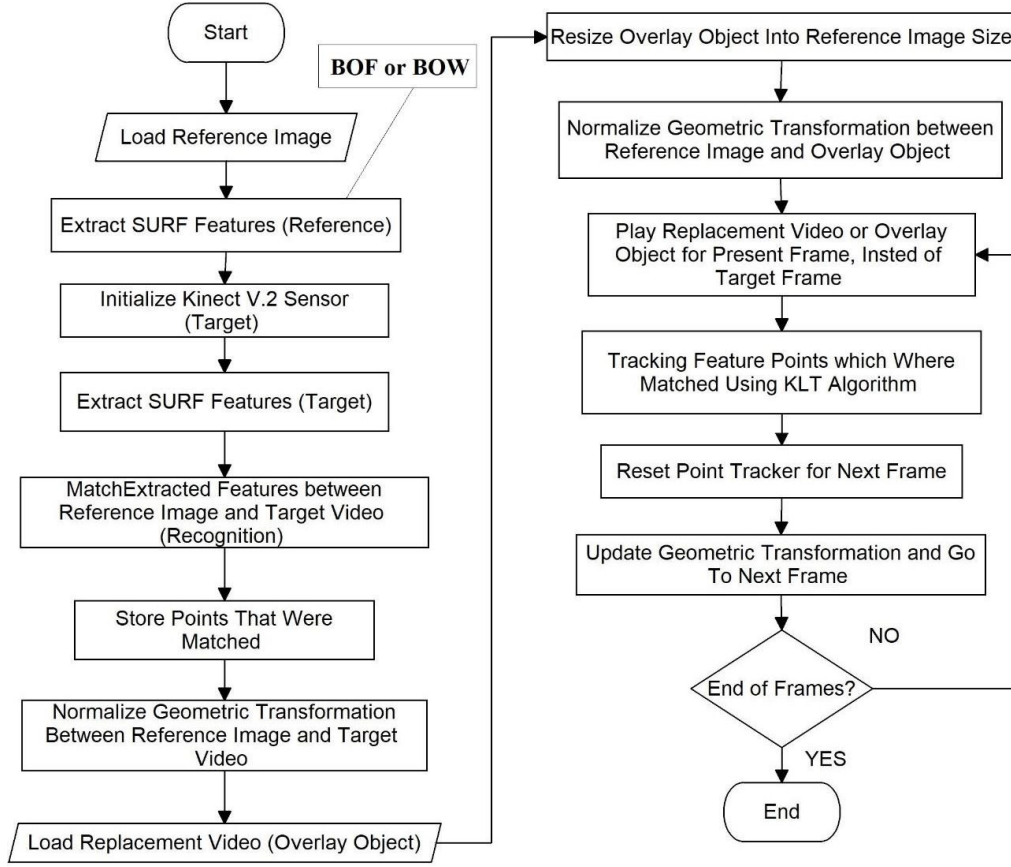 Start
BOF or BOW
Load Reference Image
Extract SURF Features (Reference)
Initialize Kinect V.2 Sensor
(Target)
Extract SURF Features (Target)
MatchExtracted Features between
Reference Image and Target Video
(Recognition)
Store Points That Were
Matched
Normalize Geometric Transformation
Between Reference Image and Target
Video
Load Replacement Video (Overlay Object)
Resize Overlay Object Into Reference Image Size
Normalize Geometric Transformation between
Reference Image and Overlay Object
Play Replacement Video or Overlay
Object for Present Frame, Insted of
Target Frame
Tracking Feature Points which Where
Matched Using KLT Algorithm
Reset Point Tracker for Next Frame
Update Geometric Transformation and Go
To Next Frame
NO
End of Frames?
YES
End